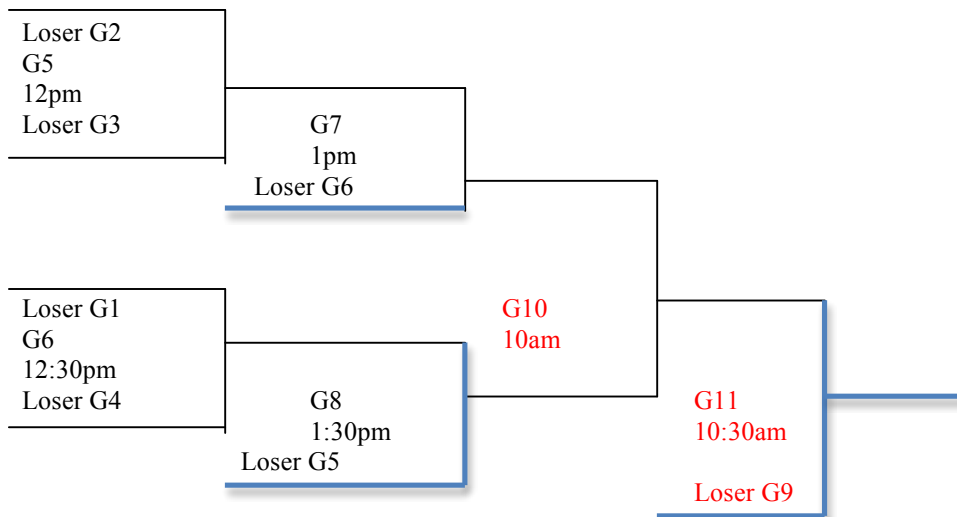 Loser G2
G5
12pm
Loser G3
G7
1pm
Loser G6
Loser G1
G6
12:30pm
Loser G4
G8
1:30pm
Loser G5
G10
10am
G11
10:30am
Loser G9